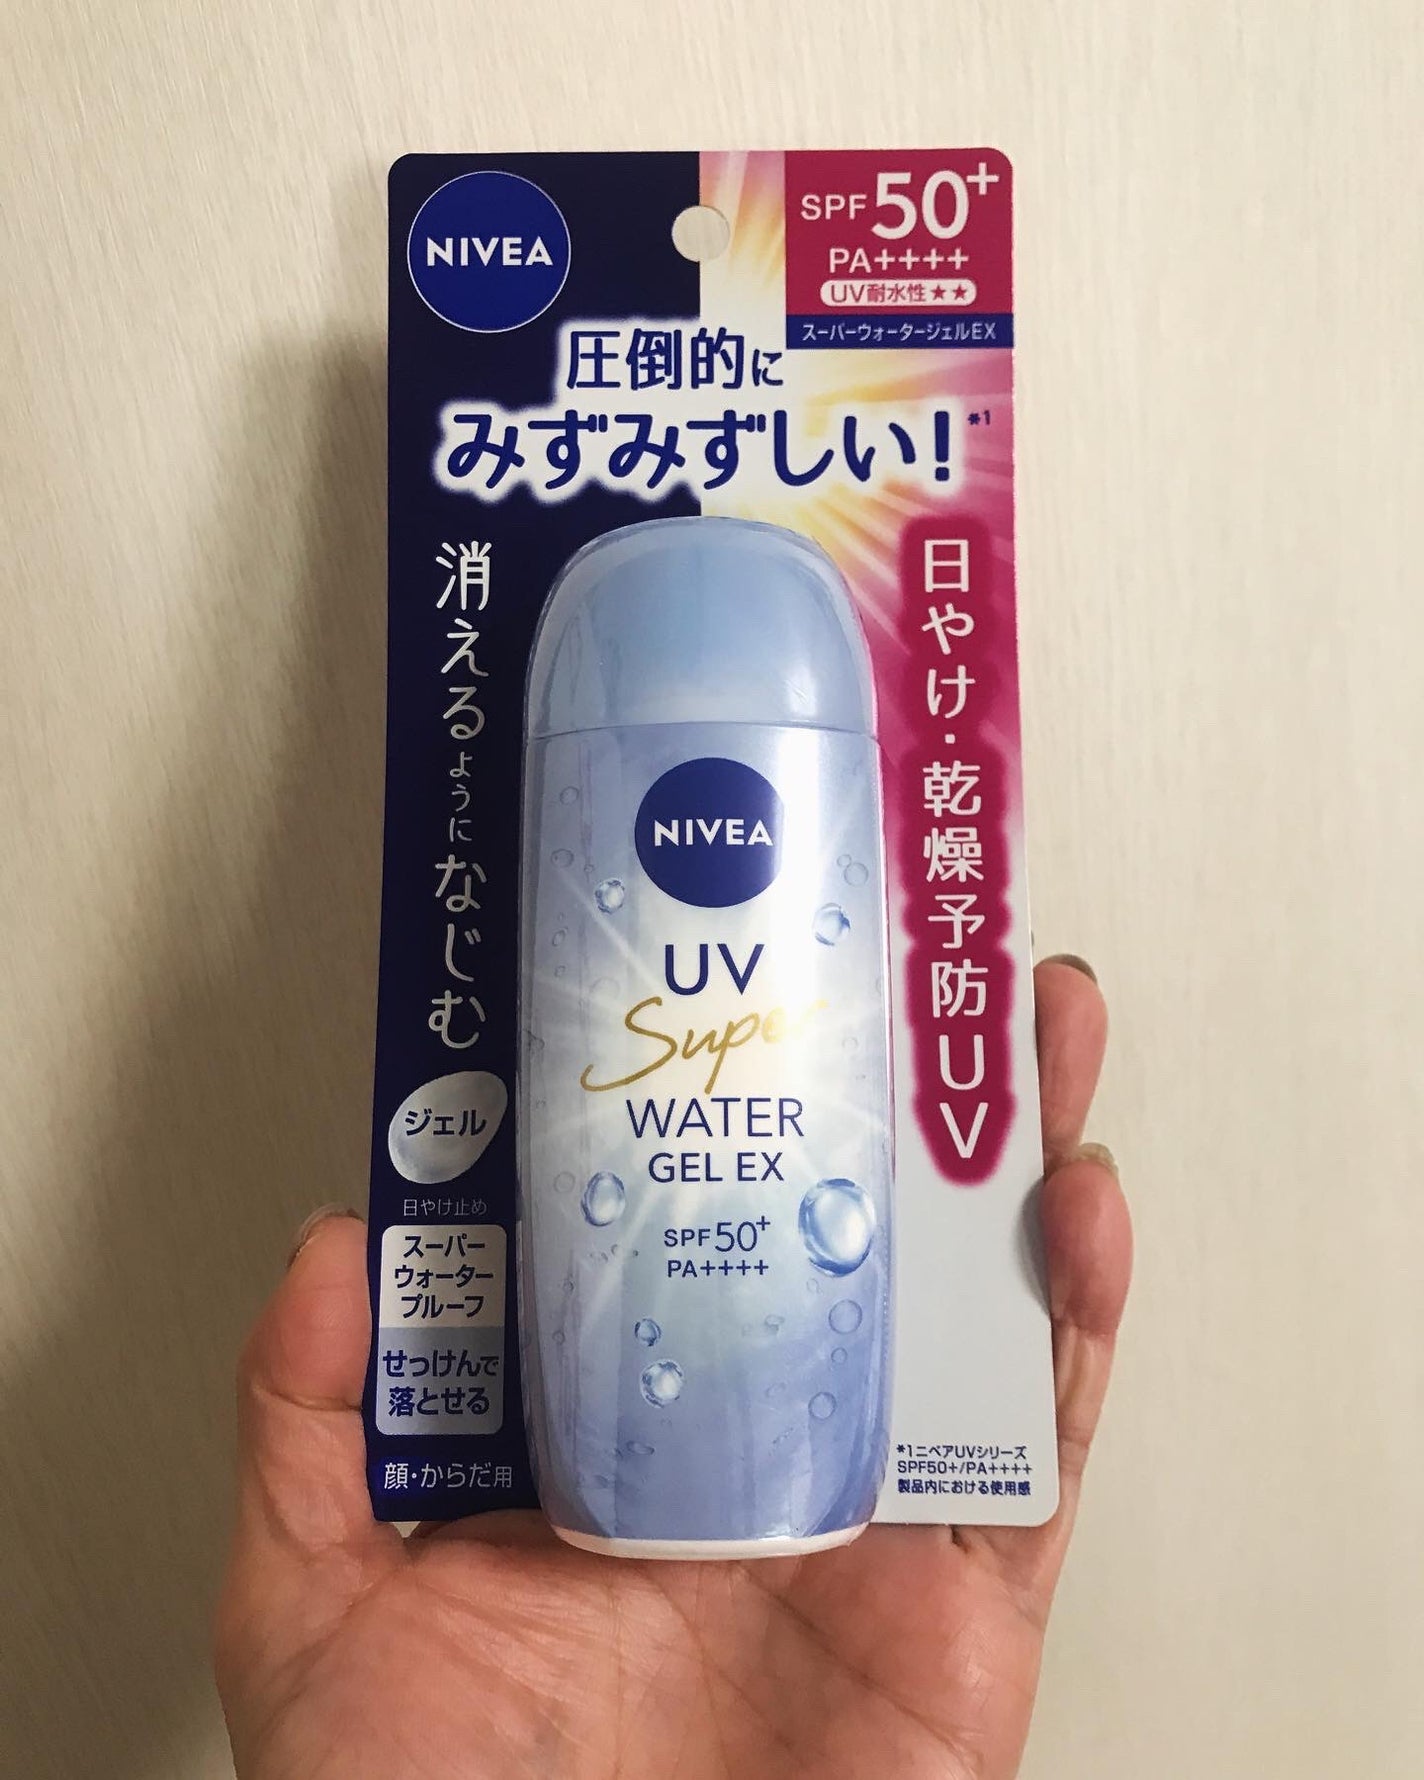 NIVEA
SPF50+
PA++++
UV耐水性★★
スーパーウォータージェルEX
圧倒的に
みずみずしい!*1
消えるようになじむ
日やけ・乾燥予防UV
ジェル
日やけ止め
スーパー
ウォーター
プルーフ
せっけんで
落とせる
顔・からだ用
NIVEA
UV
Super
WATER
GEL EX
SPF50+
PA++++
*1ニベアUVシリーズ
SPF50+/PA++++
製品内における使用感